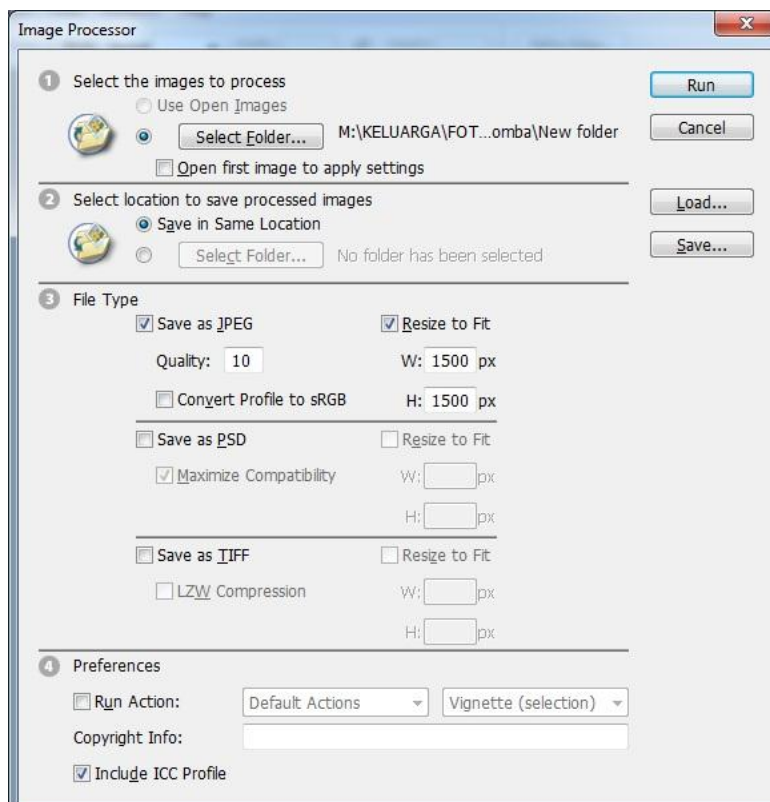 Image Processor
1 Select the images to process
Use Open Images
Select Folder... M:\KELUARGA\FOT...omba\New folder
Open first image to apply settings
Run
Cancel
2 Select location to save processed images
Save in Same Location
Select Folder... No folder has been selected
Load...
Save...
3 File Type
Save as JPEG Resize to Fit
Quality: 10 W: 1500 px
Convert Profile to sRGB H: 1500 px
Save as PSD Resize to Fit
Maximize Compatibility W: px
H: px
Save as TIFF Resize to Fit
LZW Compression W: px
H: px
4 Preferences
Run Action: Default Actions Vignette (selection)
Copyright Info:
Include ICC Profile